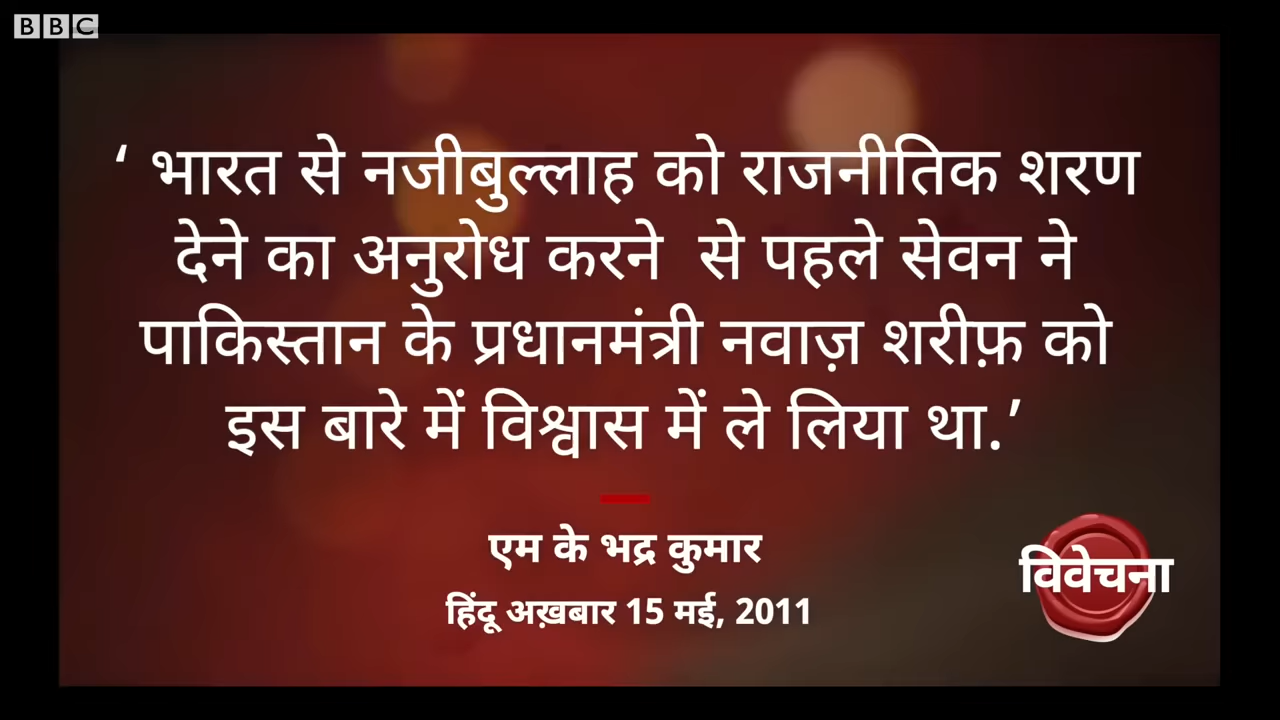 BBC
‘ भारत से नजीबुल्लाह को राजनीतिक शरण
देने का अनुरोध करने  से पहले सेवन ने
पाकिस्तान के प्रधानमंत्री नवाज़ शरीफ़ को
इस बारे में विश्वास में ले लिया था.’
एम के भद्र कुमार
हिंदू अख़बार 15 मई, 2011
विवेचना